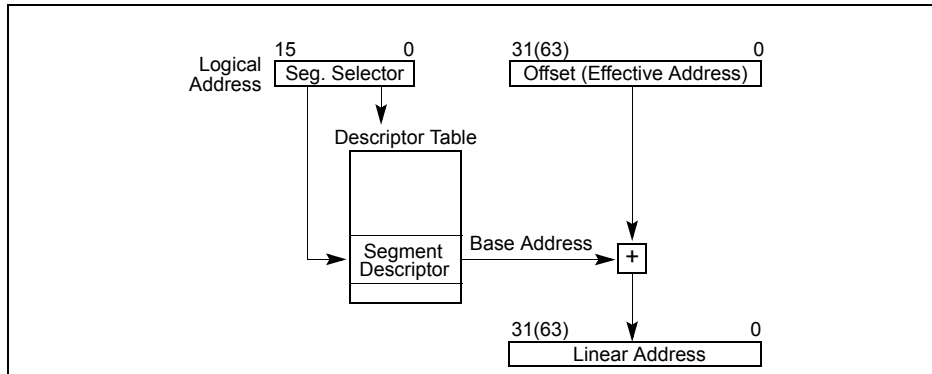 15 0
31(63) 0
Logical
Address
Seg. Selector
Offset (Effective Address)
Descriptor Table
Segment
Descriptor
Base Address
+
31(63) 0
Linear Address